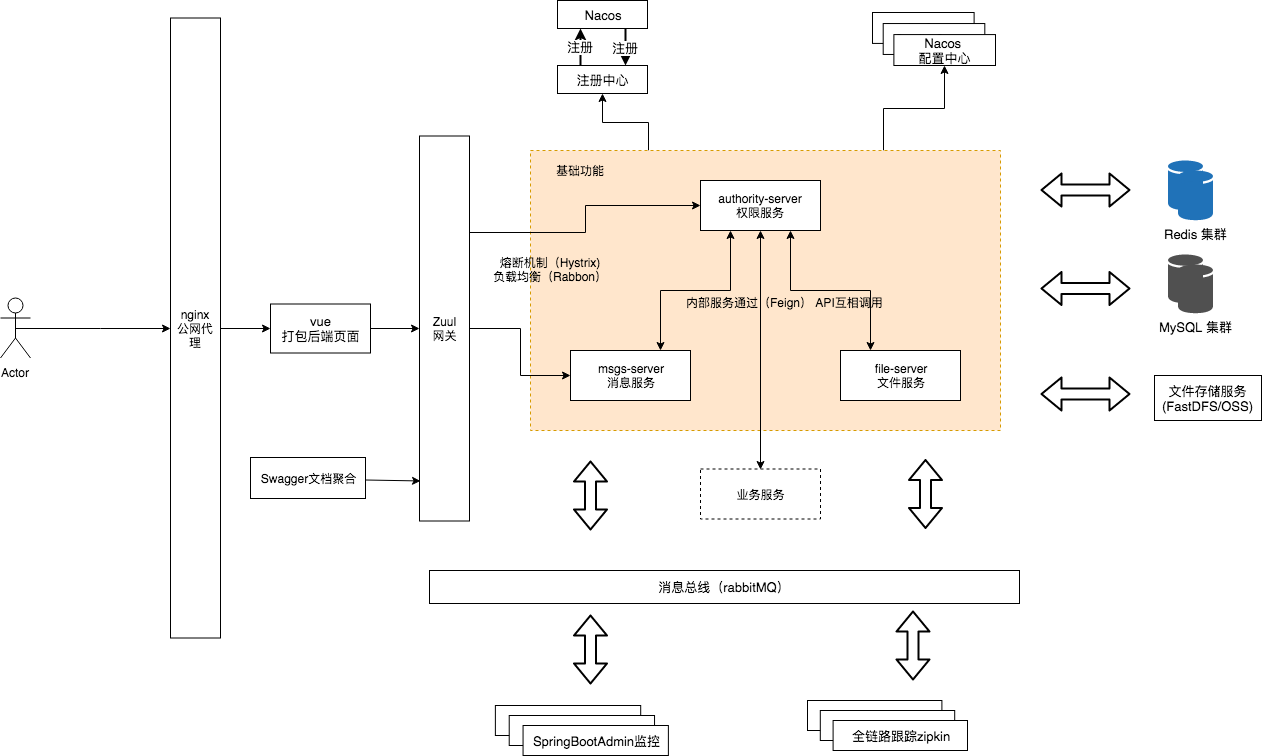 Nacos
注册
注册
注册中心
Nacos
配置中心
基础功能
authority-server
权限服务
熔断机制（Hystrix)
负载均衡（Rabbon）
内部服务通过（Feign） API互相调用
msgs-server
消息服务
file-server
文件服务
Redis 集群
MySQL 集群
文件存储服务
(FastDFS/OSS)
nginx
公网代
理
vue
打包后端页面
Zuul
网关
Actor
Swagger文档聚合
业务服务
消息总线（rabbitMQ）
SpringBootAdmin监控
全链路跟踪zipkin